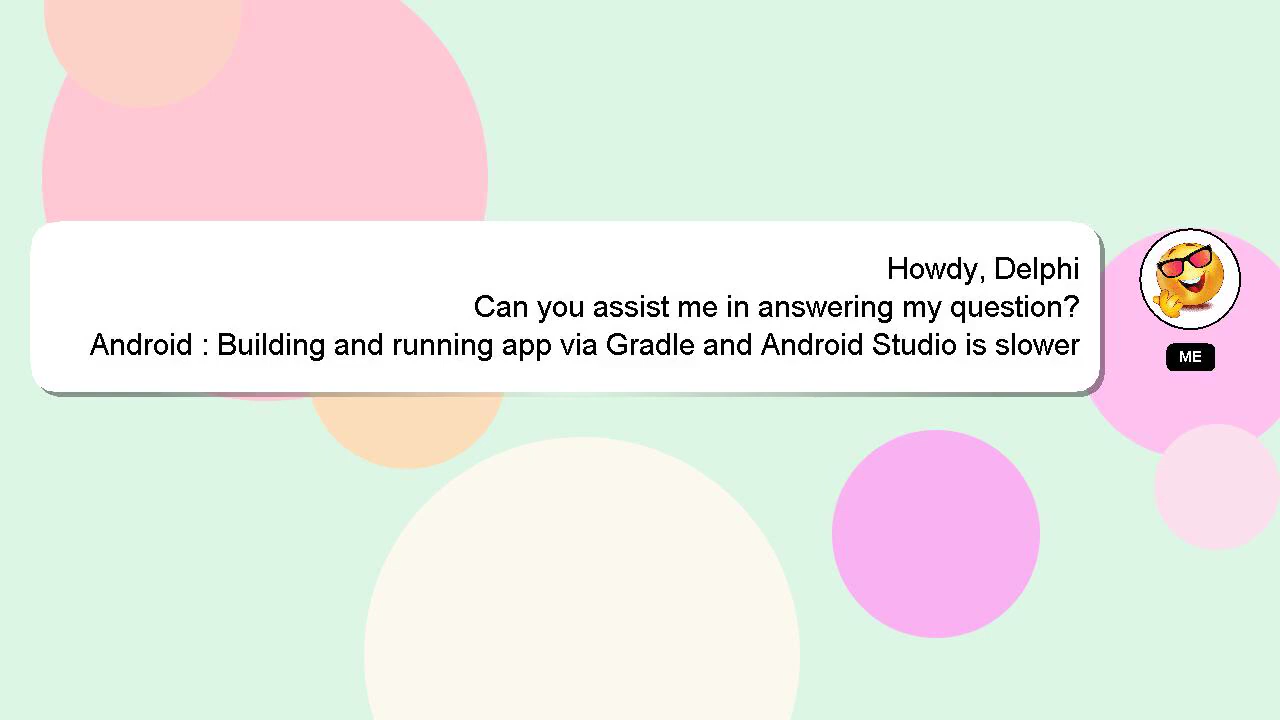 Howdy, Delphi
Can you assist me in answering my question?
Android : Building and running app via Gradle and Android Studio is slower
ME